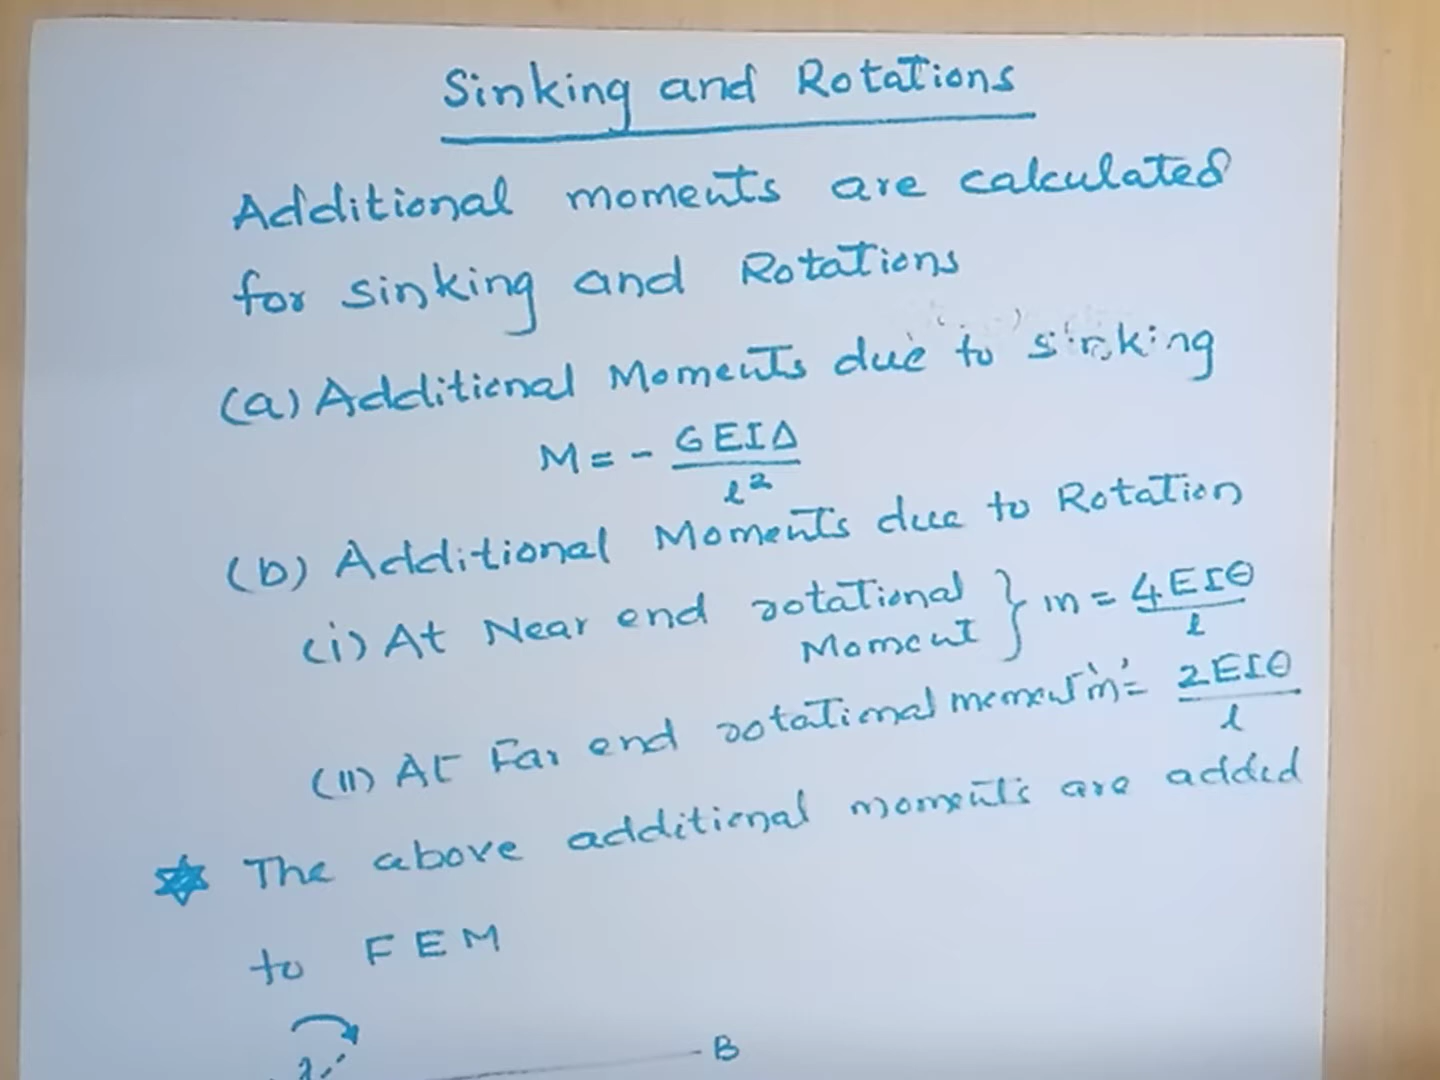 Sinking and Rotations
Additional moments are calculated
for sinking and Rotations
(a) Additional Moments due to sinking
M = - 6EIΔ / l²
(b) Additional Moments due to Rotation
(i) At Near end rotational Moment } m = 4EIθ / l
(ii) At Far end rotational moment m' = 2EIθ / l
The above additional moments are added
to FEM
B